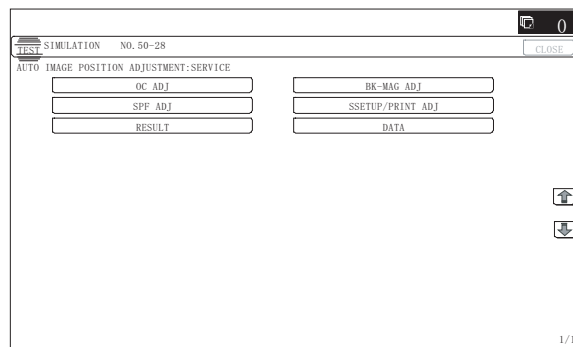 0
TEST SIMULATION NO. 50-28 CLOSE
AUTO IMAGE POSITION ADJUSTMENT:SERVICE
OC ADJ BK-MAG ADJ
SPF ADJ SSETUP/PRINT ADJ
RESULT DATA
1/1